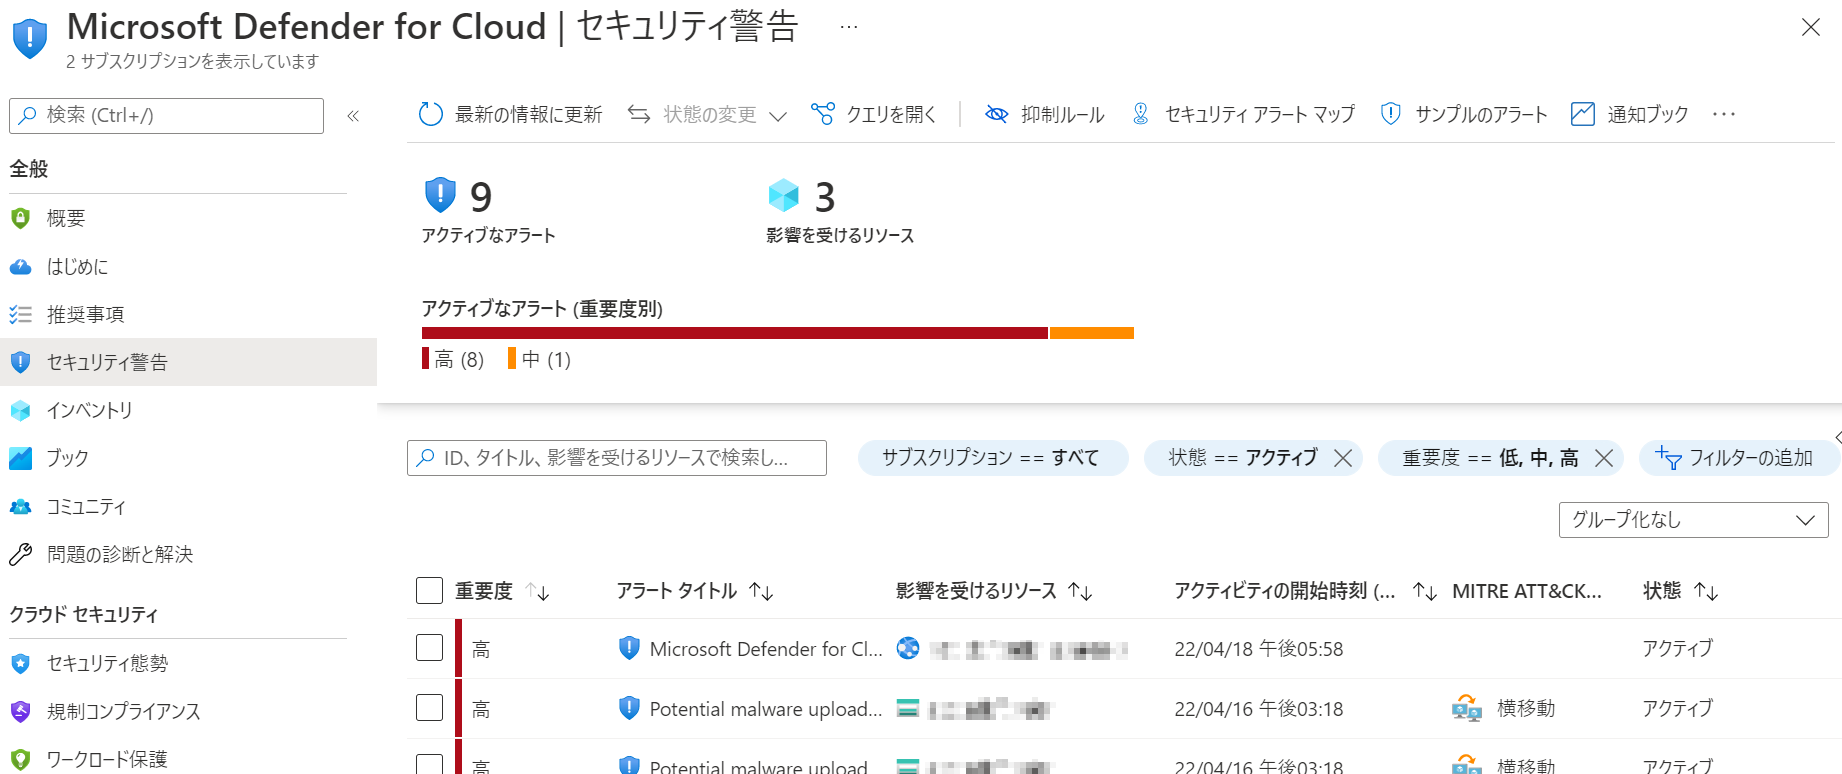 Microsoft Defender for Cloud | セキュリティ警告 ...
2 サブスクリプションを表示しています
検索 (Ctrl+/)
«
全般
概要
はじめに
推奨事項
セキュリティ警告
インベントリ
ブック
コミュニティ
問題の診断と解決
クラウド セキュリティ
セキュリティ態勢
規制コンプライアンス
ワークロード保護
最新の情報に更新 状態の変更 クエリを開く 抑制ルール セキュリティ アラート マップ サンプルのアラート 通知ブック ...
9
アクティブなアラート
3
影響を受けるリソース
アクティブなアラート (重要度別)
高 (8) 中 (1)
ID、タイトル、影響を受けるリソースで検索し... サブスクリプション == すべて 状態 == アクティブ 重要度 == 低, 中, 高 フィルターの追加
グループ化なし
重要度 アラート タイトル 影響を受けるリソース アクティビティの開始時刻 (... MITRE ATT&CK... 状態
高 Microsoft Defender for Cl... 22/04/18 午後05:58 アクティブ
高 Potential malware upload... 22/04/16 午後03:18 横移動 アクティブ
高 Potential malware upload 22/04/16 午後03:18 横移動 アクティブ